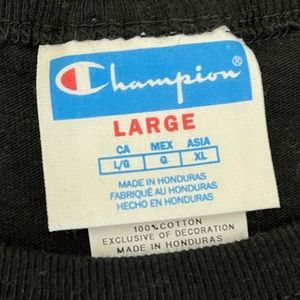 Champion
LARGE
CA MEX ASIA
L/G G XL
MADE IN HONDURAS
FABRIQUÉ AU HONDURAS
HECHO EN HONDURAS
100% COTTON
EXCLUSIVE OF DECORATION
MADE IN HONDURAS